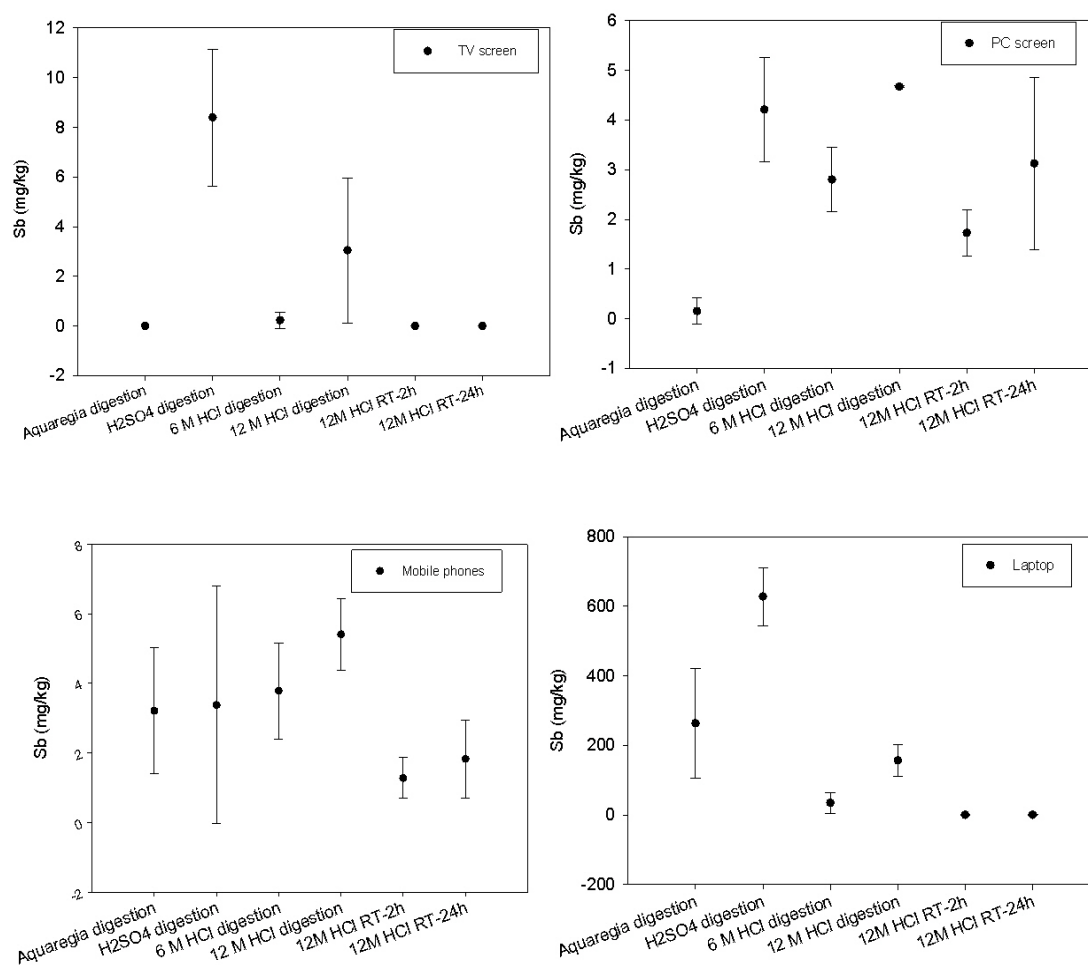 12
10
8
6
4
2
0
-2
Sb (mg/kg)
TV screen
Aquaregia digestion
H2SO4 digestion
6 M HCl digestion
12 M HCl digestion
12M HCl RT-2h
12M HCl RT-24h
6
5
4
3
2
1
0
-1
Sb (mg/kg)
PC screen
Aquaregia digestion
H2SO4 digestion
6 M HCl digestion
12 M HCl digestion
12M HCl RT-2h
12M HCl RT-24h
8
6
4
2
0
-2
Sb (mg/kg)
Mobile phones
Aquaregia digestion
H2SO4 digestion
6 M HCl digestion
12 M HCl digestion
12M HCl RT-2h
12M HCl RT-24h
800
600
400
200
0
-200
Sb (mg/kg)
Laptop
Aquaregia digestion
H2SO4 digestion
6 M HCl digestion
12 M HCl digestion
12M HCl RT-2h
12M HCl RT-24h